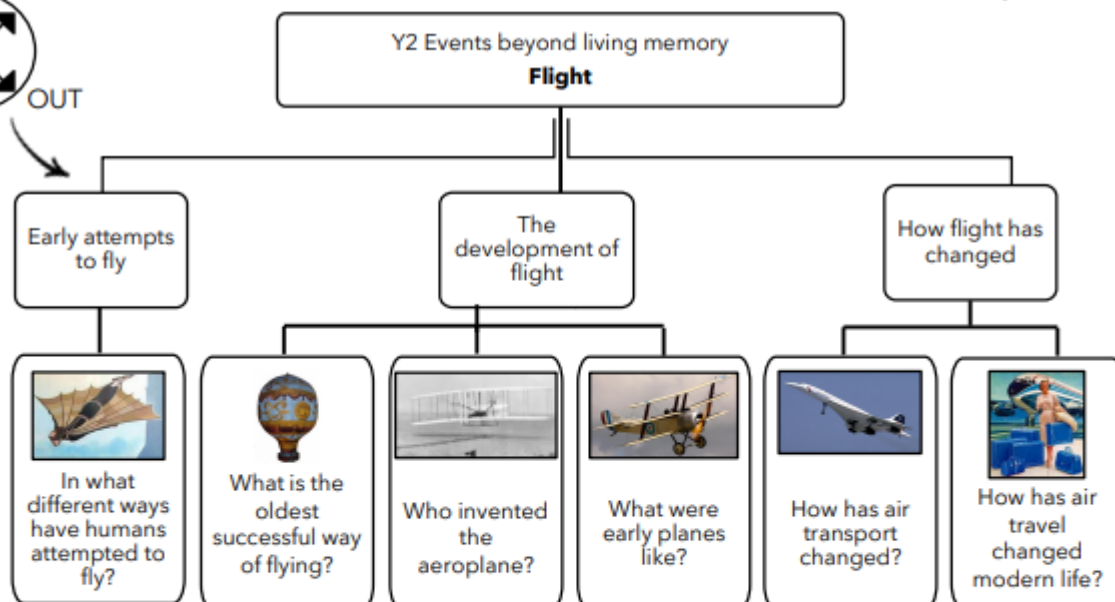 Y2 Events beyond living memory
Flight
OUT
Early attempts
to fly
The
development of
flight
How flight has
changed
In what
different ways
have humans
attempted to
fly?
What is the
oldest
successful way
of flying?
Who invented
the
aeroplane?
What were
early planes
like?
How has air
transport
changed?
How has air
travel
changed
modern life?